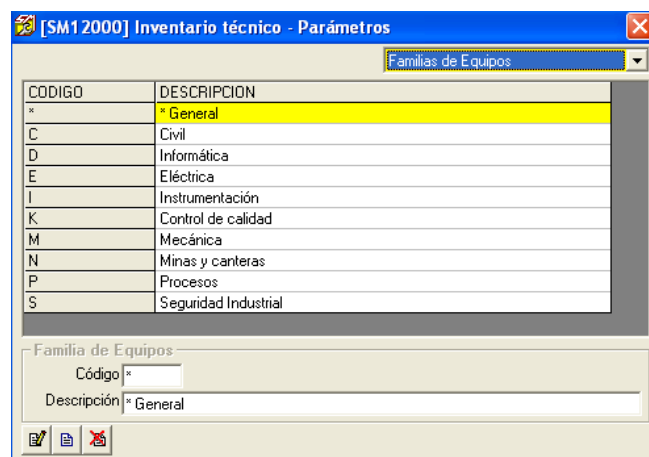 [SM12000] Inventario técnico - Parámetros
Familias de Equipos
CODIGO DESCRIPCION
* * General
C Civil
D Informática
E Eléctrica
I Instrumentación
K Control de calidad
M Mecánica
N Minas y canteras
P Procesos
S Seguridad Industrial
Familia de Equipos
Código *
Descripción * General